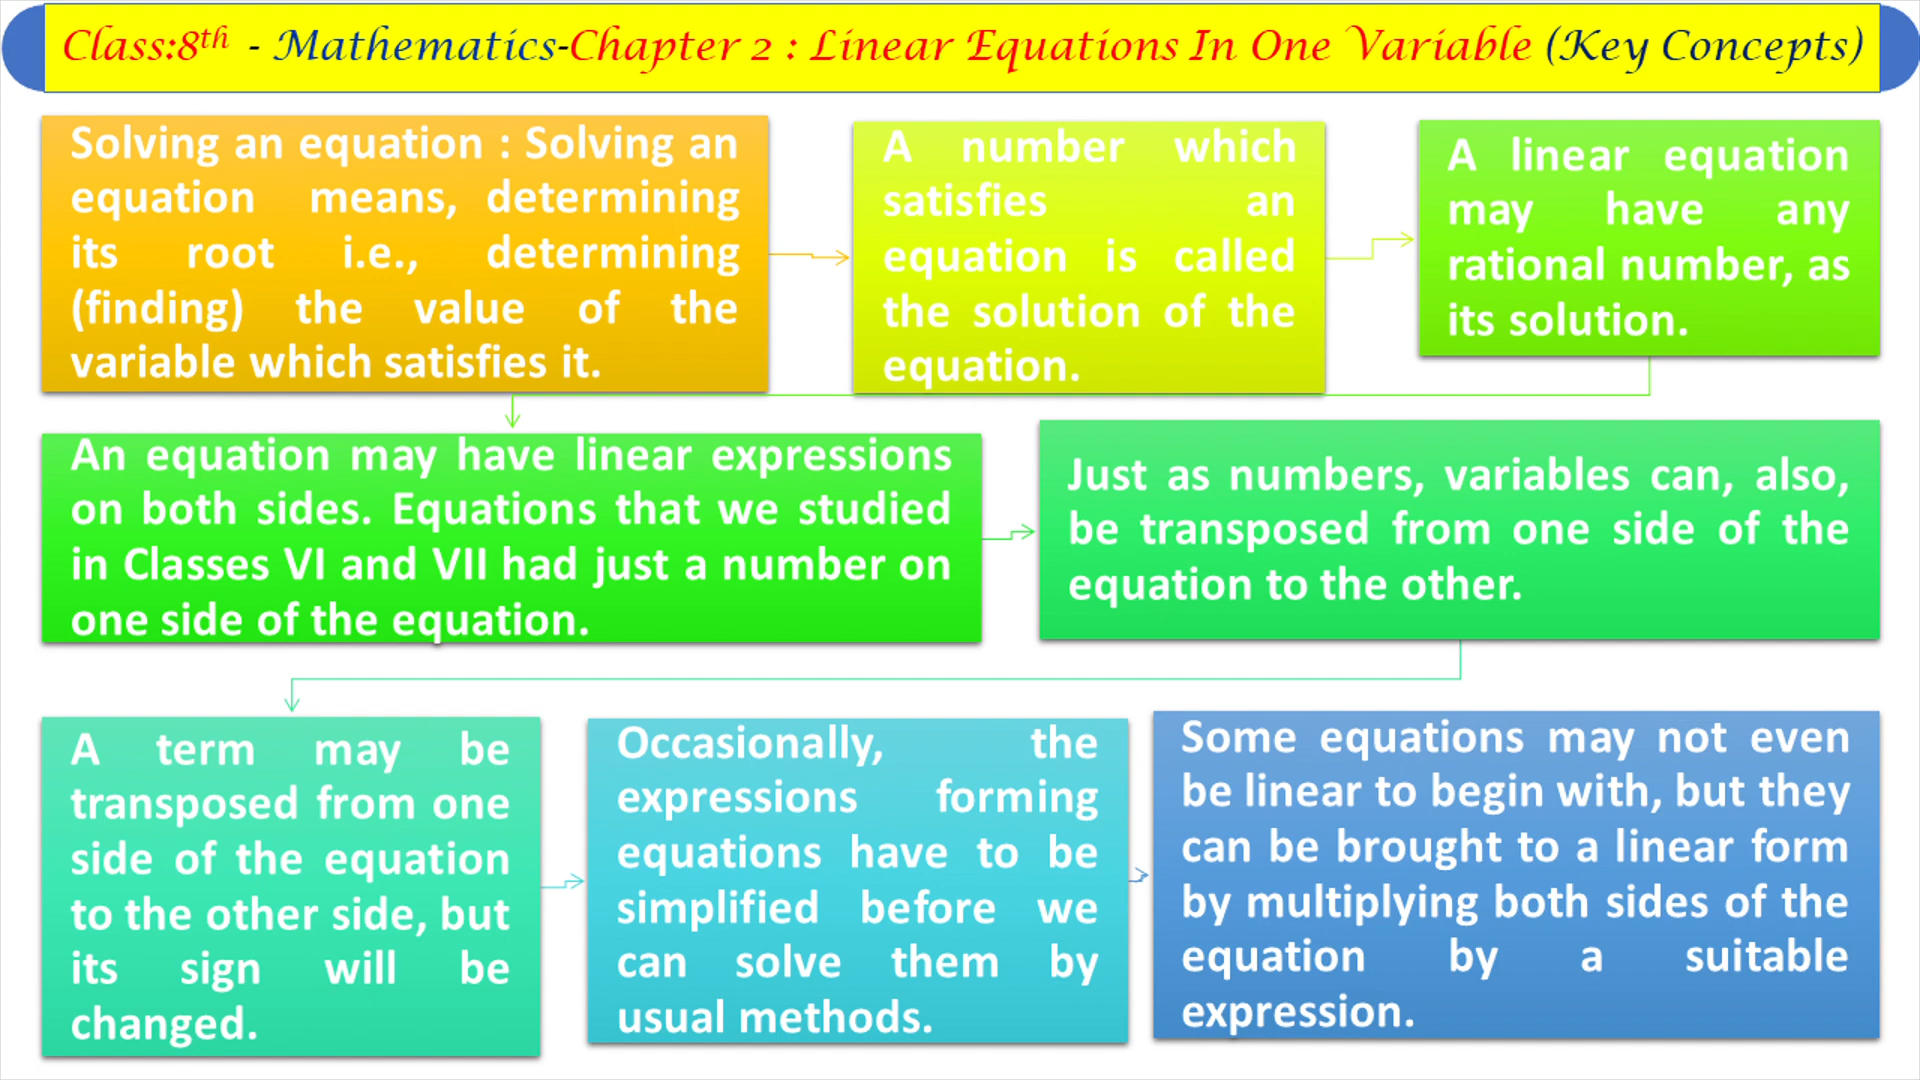 Class:8th - Mathematics-Chapter 2 : Linear Equations In One Variable (Key Concepts)
Solving an equation : Solving an
equation means, determining
its root i.e., determining
(finding) the value of the
variable which satisfies it.
A number which
satisfies an
equation is called
the solution of the
equation.
A linear equation
may have any
rational number, as
its solution.
An equation may have linear expressions
on both sides. Equations that we studied
in Classes VI and VII had just a number on
one side of the equation.
Just as numbers, variables can, also,
be transposed from one side of the
equation to the other.
A term may be
transposed from one
side of the equation
to the other side, but
its sign will be
changed.
Occasionally, the
expressions forming
equations have to be
simplified before we
can solve them by
usual methods.
Some equations may not even
be linear to begin with, but they
can be brought to a linear form
by multiplying both sides of the
equation by a suitable
expression.